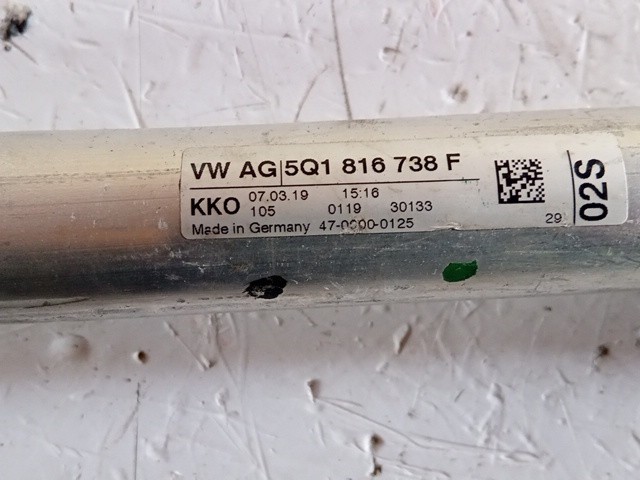 VW AG|5Q1 816 738 F
KKO 07.03.19 15:16
105 0119 30133
Made in Germany 47-0000-0125
29
02S